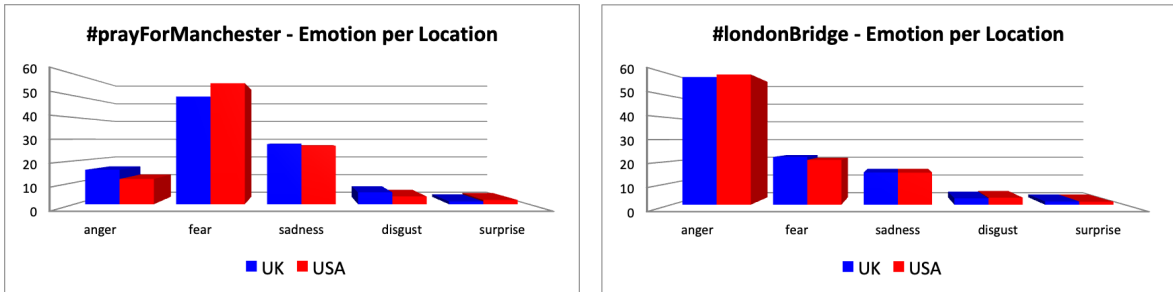 #prayForManchester - Emotion per Location
60
50
40
30
20
10
0
anger fear sadness disgust surprise
UK USA
#londonBridge - Emotion per Location
60
50
40
30
20
10
0
anger fear sadness disgust surprise
UK USA